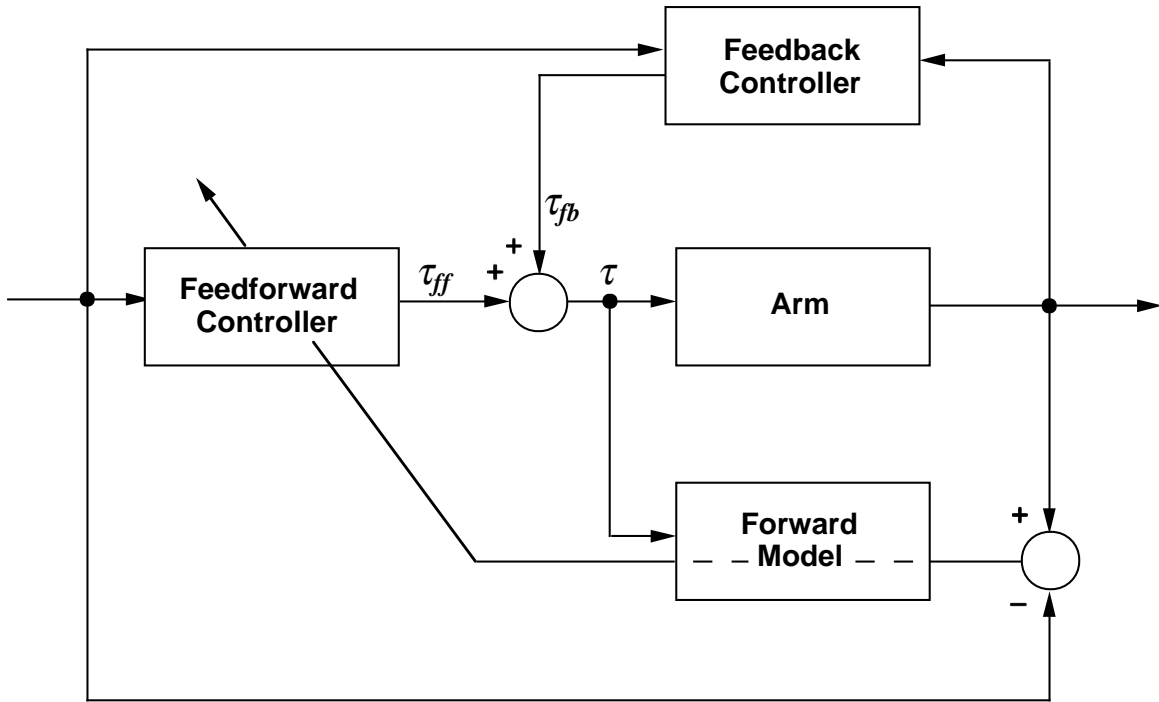 Feedback
Controller
τfb
+
+
τff
τ
Feedforward
Controller
Arm
Forward
Model
+
−